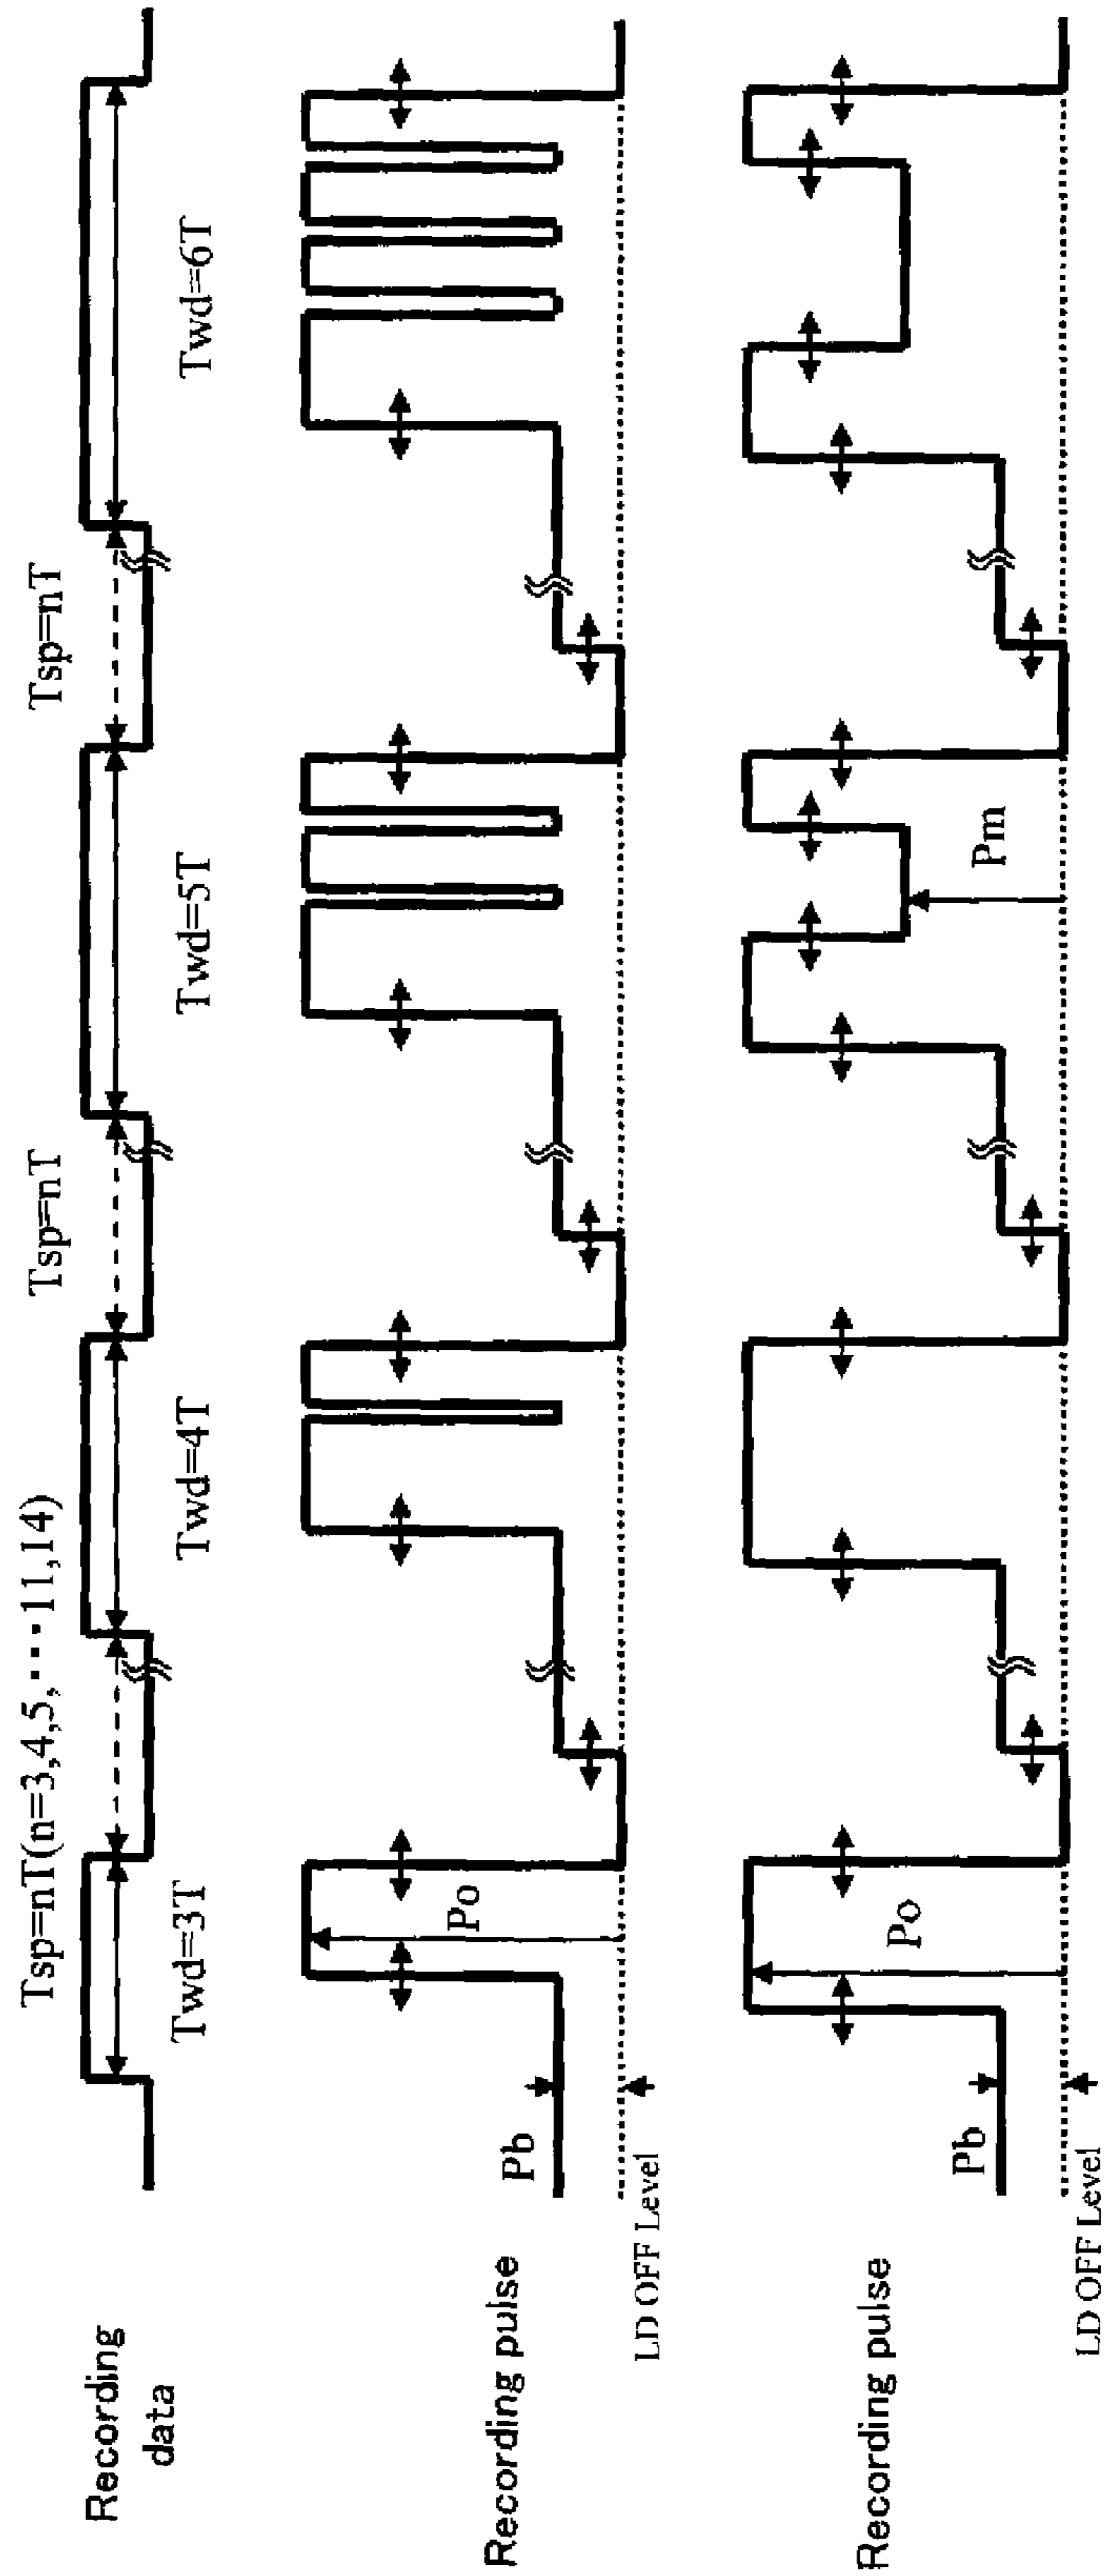 Recording
data
Tsp=nT(n=3,4,5,···11,14)
Tsp=nT
Tsp=nT
Twd=3T
Twd=4T
Twd=5T
Twd=6T
Recording pulse
Pb
Po
LD OFF Level
Recording pulse
Pb
Po
Pm
LD OFF Level